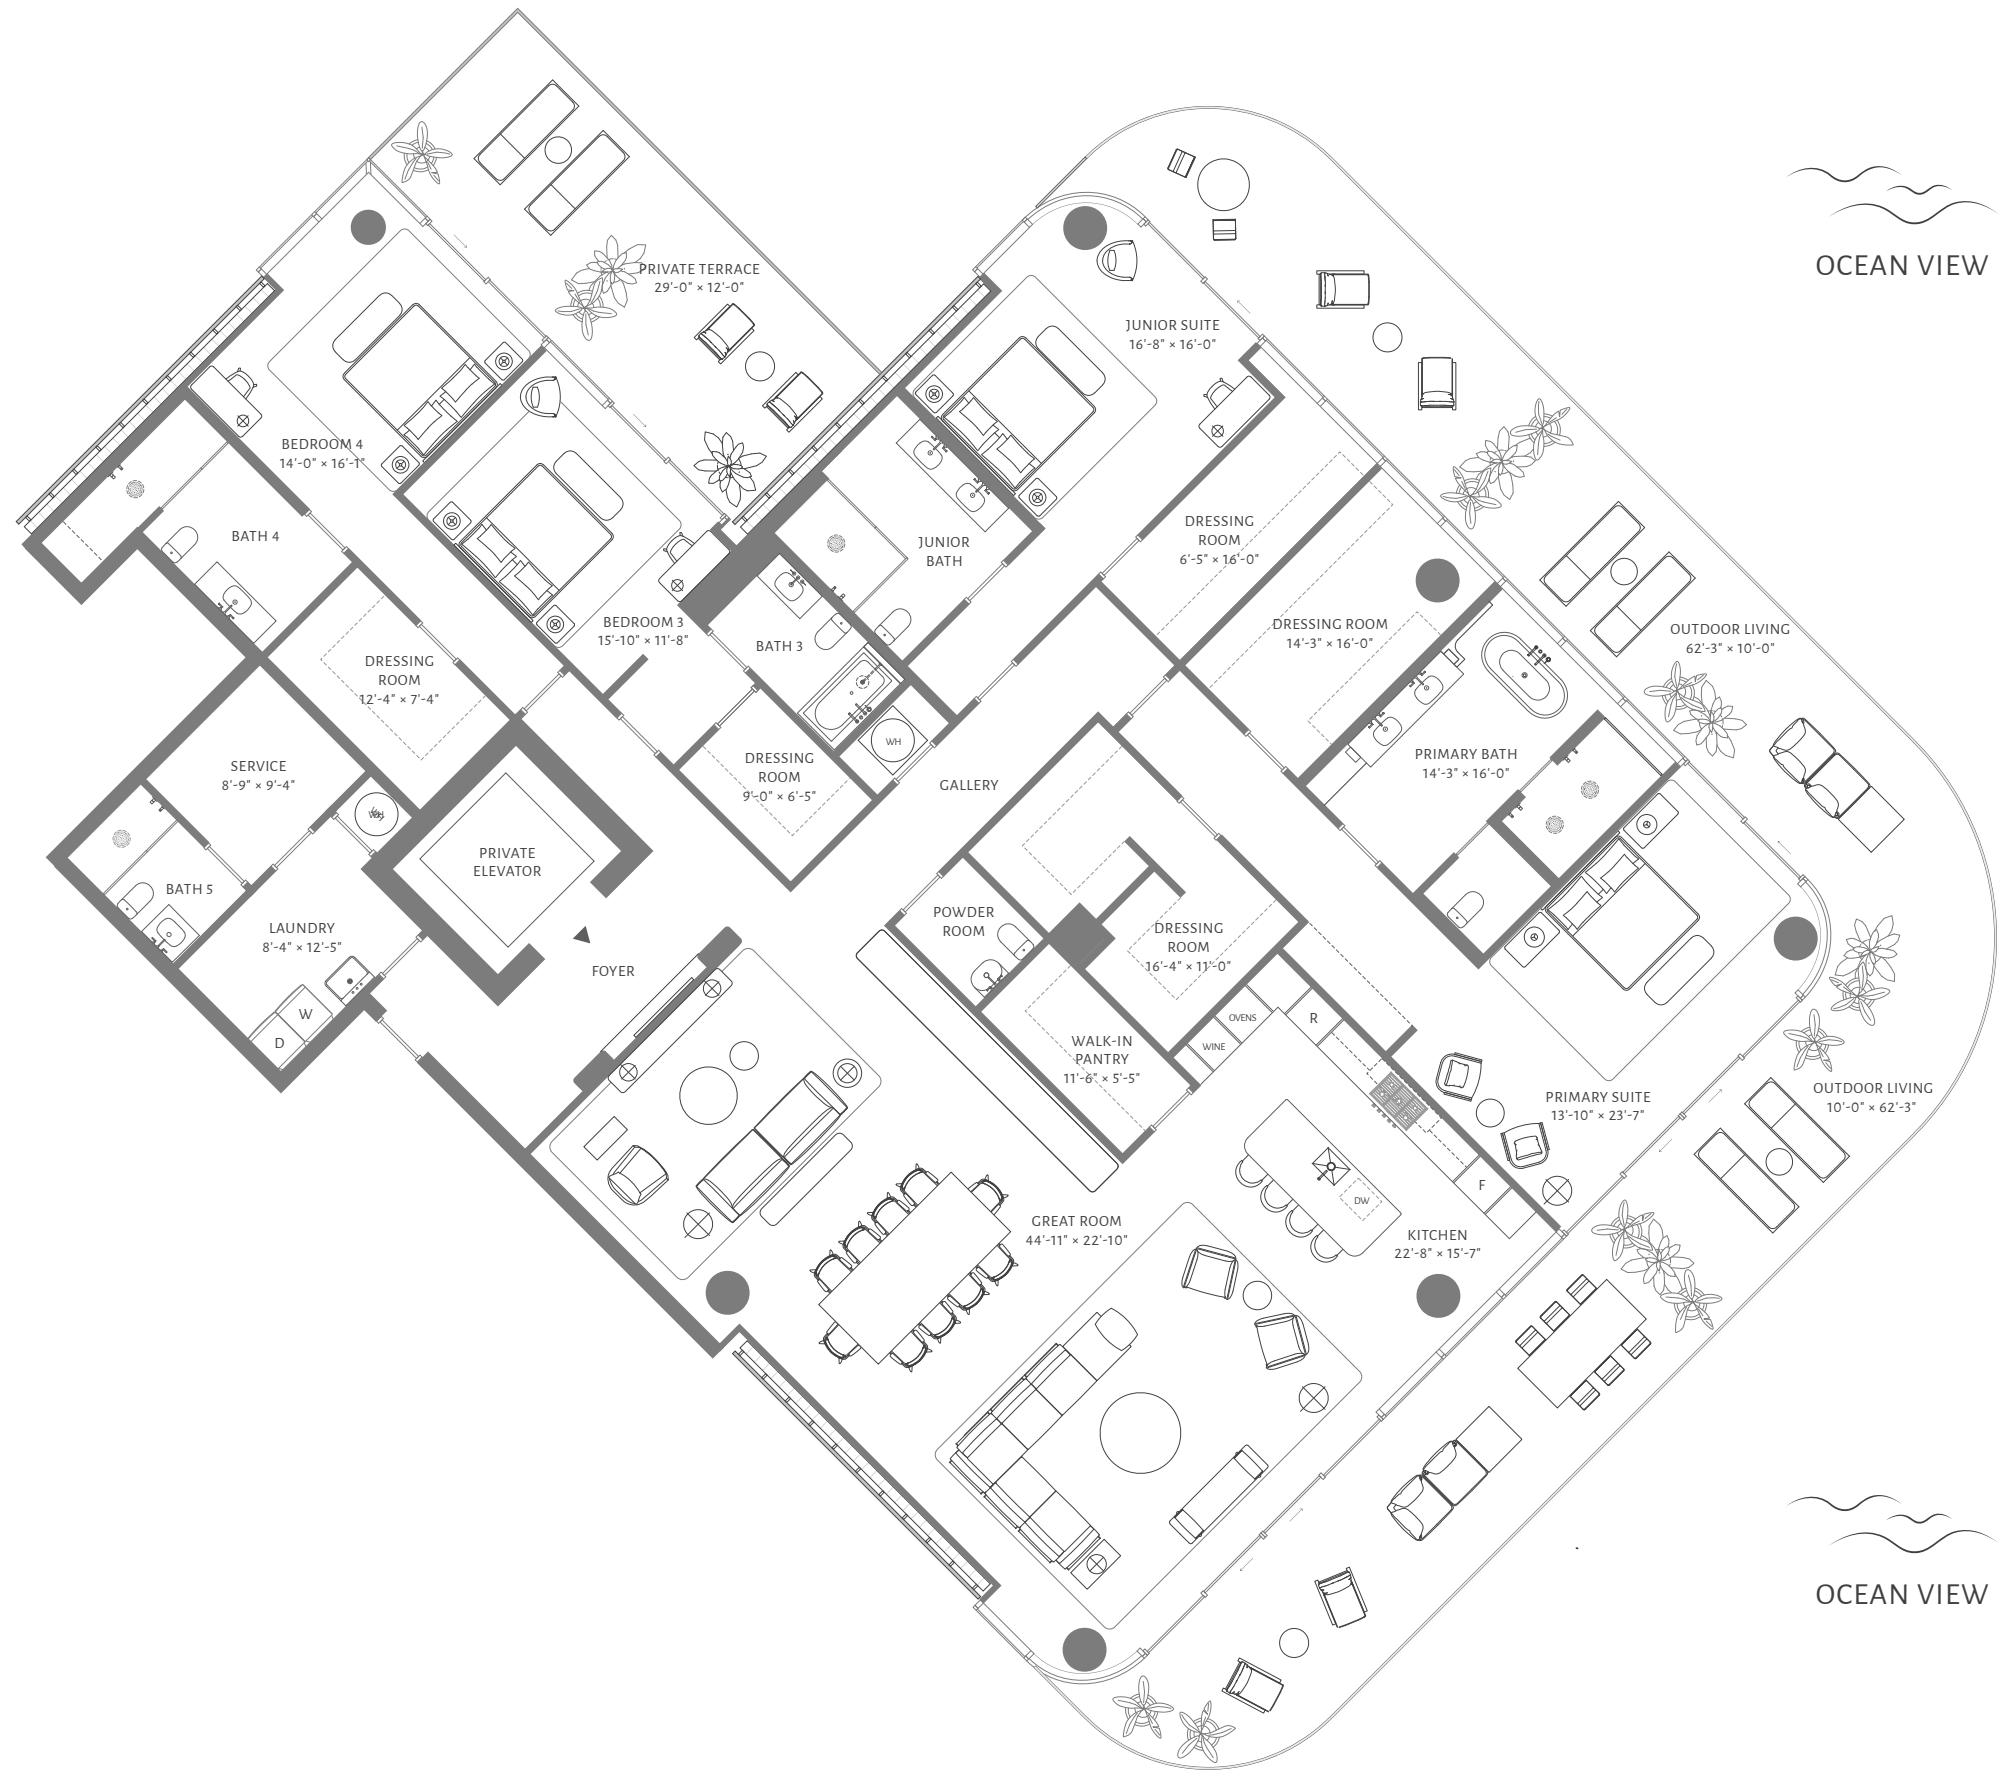 OCEAN VIEW
PRIVATE TERRACE
29'-0" × 12'-0"
JUNIOR SUITE
16'-8" × 16'-0"
BEDROOM 4
14'-0" × 16'-1"
BATH 4
JUNIOR
BATH
DRESSING
ROOM
6'-5" × 16'-0"
BEDROOM 3
15'-10" × 11'-8"
BATH 3
DRESSING ROOM
14'-3" × 16'-0"
OUTDOOR LIVING
62'-3" × 10'-0"
DRESSING
ROOM
12'-4" × 7'-4"
WH
SERVICE
8'-9" × 9'-4"
DRESSING
ROOM
9'-0" × 6'-5"
GALLERY
PRIMARY BATH
14'-3" × 16'-0"
PRIVATE
ELEVATOR
BATH 5
LAUNDRY
8'-4" × 12'-5"
FOYER
POWDER
ROOM
DRESSING
ROOM
16'-4" × 11'-0"
W
D
OVENS
R
WINE
WALK-IN
PANTRY
11'-6" × 5'-5"
PRIMARY SUITE
13'-10" × 23'-7"
OUTDOOR LIVING
10'-0" × 62'-3"
F
DW
GREAT ROOM
44'-11" × 22'-10"
KITCHEN
22'-8" × 15'-7"
OCEAN VIEW